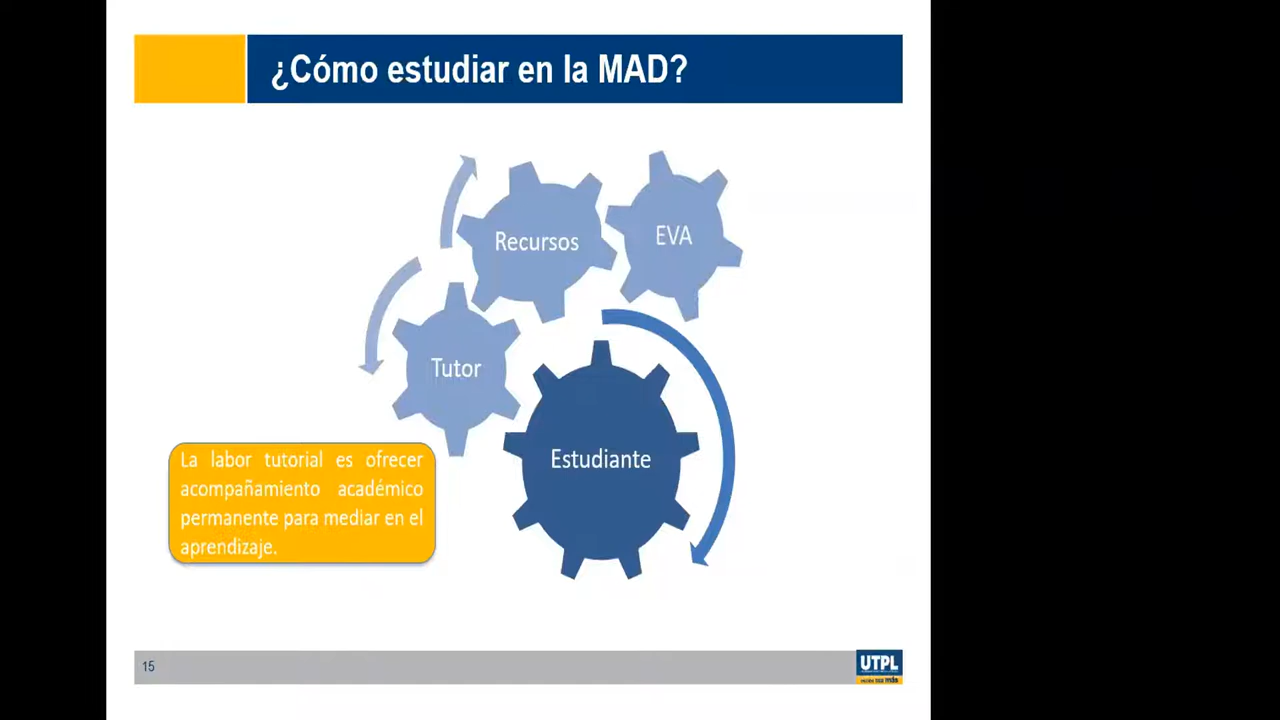 ¿Cómo estudiar en la MAD?
Recursos
EVA
Tutor
Estudiante
La labor tutorial es ofrecer
acompañamiento académico
permanente para mediar en el
aprendizaje.
15
UTPL